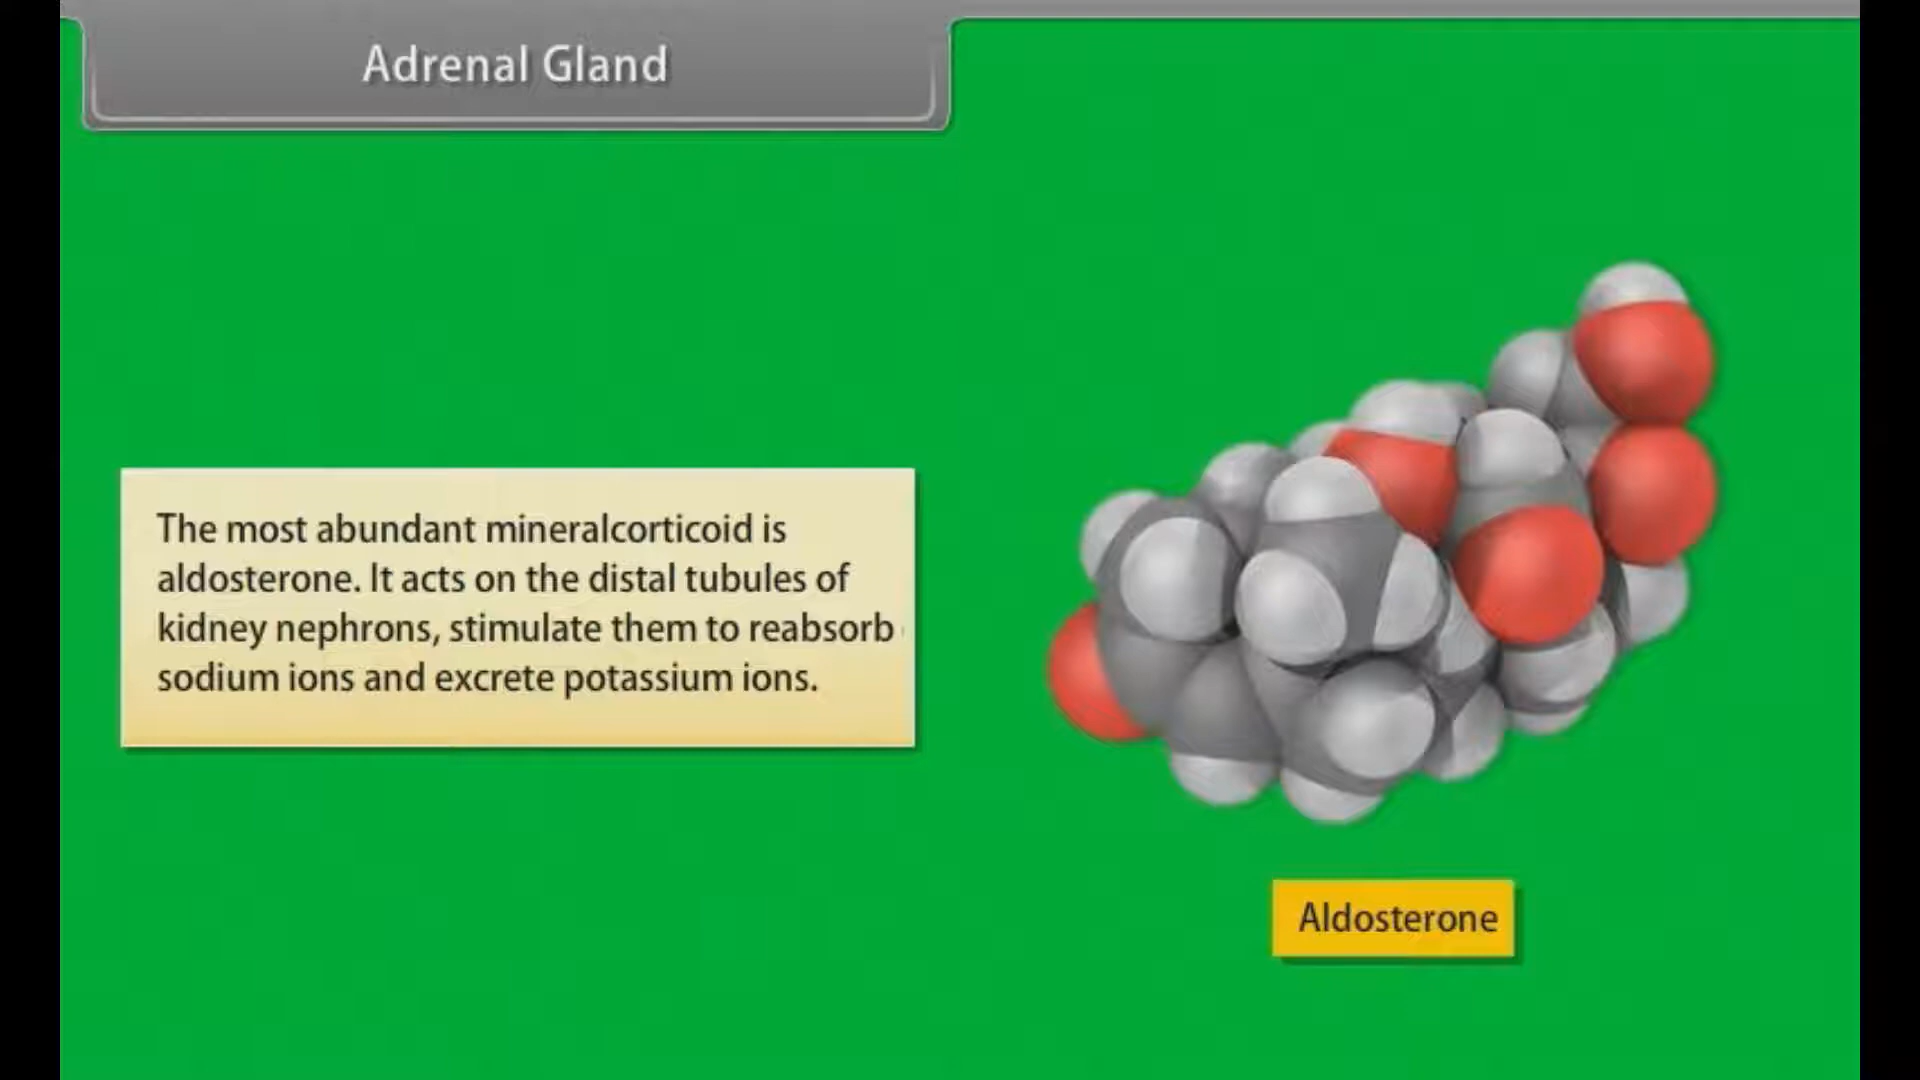 Adrenal Gland
The most abundant mineralcorticoid is
aldosterone. It acts on the distal tubules of
kidney nephrons, stimulate them to reabsorb
sodium ions and excrete potassium ions.
Aldosterone